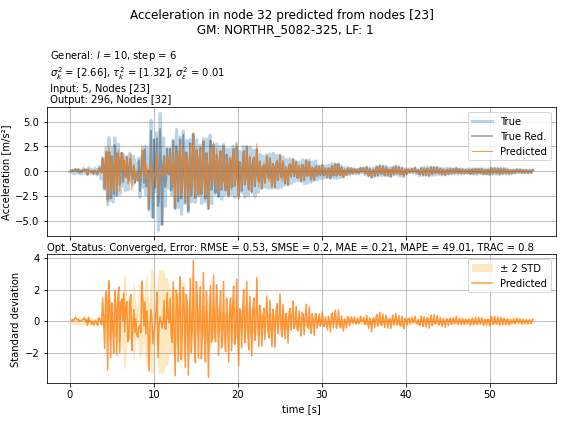 Acceleration in node 32 predicted from nodes [23]
GM: NORTHR_5082-325, LF: 1
General: l = 10, step = 6
σ²ₖ = [2.66], τ²ₖ = [1.32], σ²ε = 0.01
Input: 5, Nodes [23]
Output: 296, Nodes [32]
Acceleration [m/s²]
5.0
2.5
0.0
−2.5
−5.0
True
True Red.
Predicted
Opt. Status: Converged, Error: RMSE = 0.53, SMSE = 0.2, MAE = 0.21, MAPE = 49.01, TRAC = 0.8
Standard deviation
4
2
0
−2
± 2 STD
Predicted
0
10
20
30
40
50
time [s]